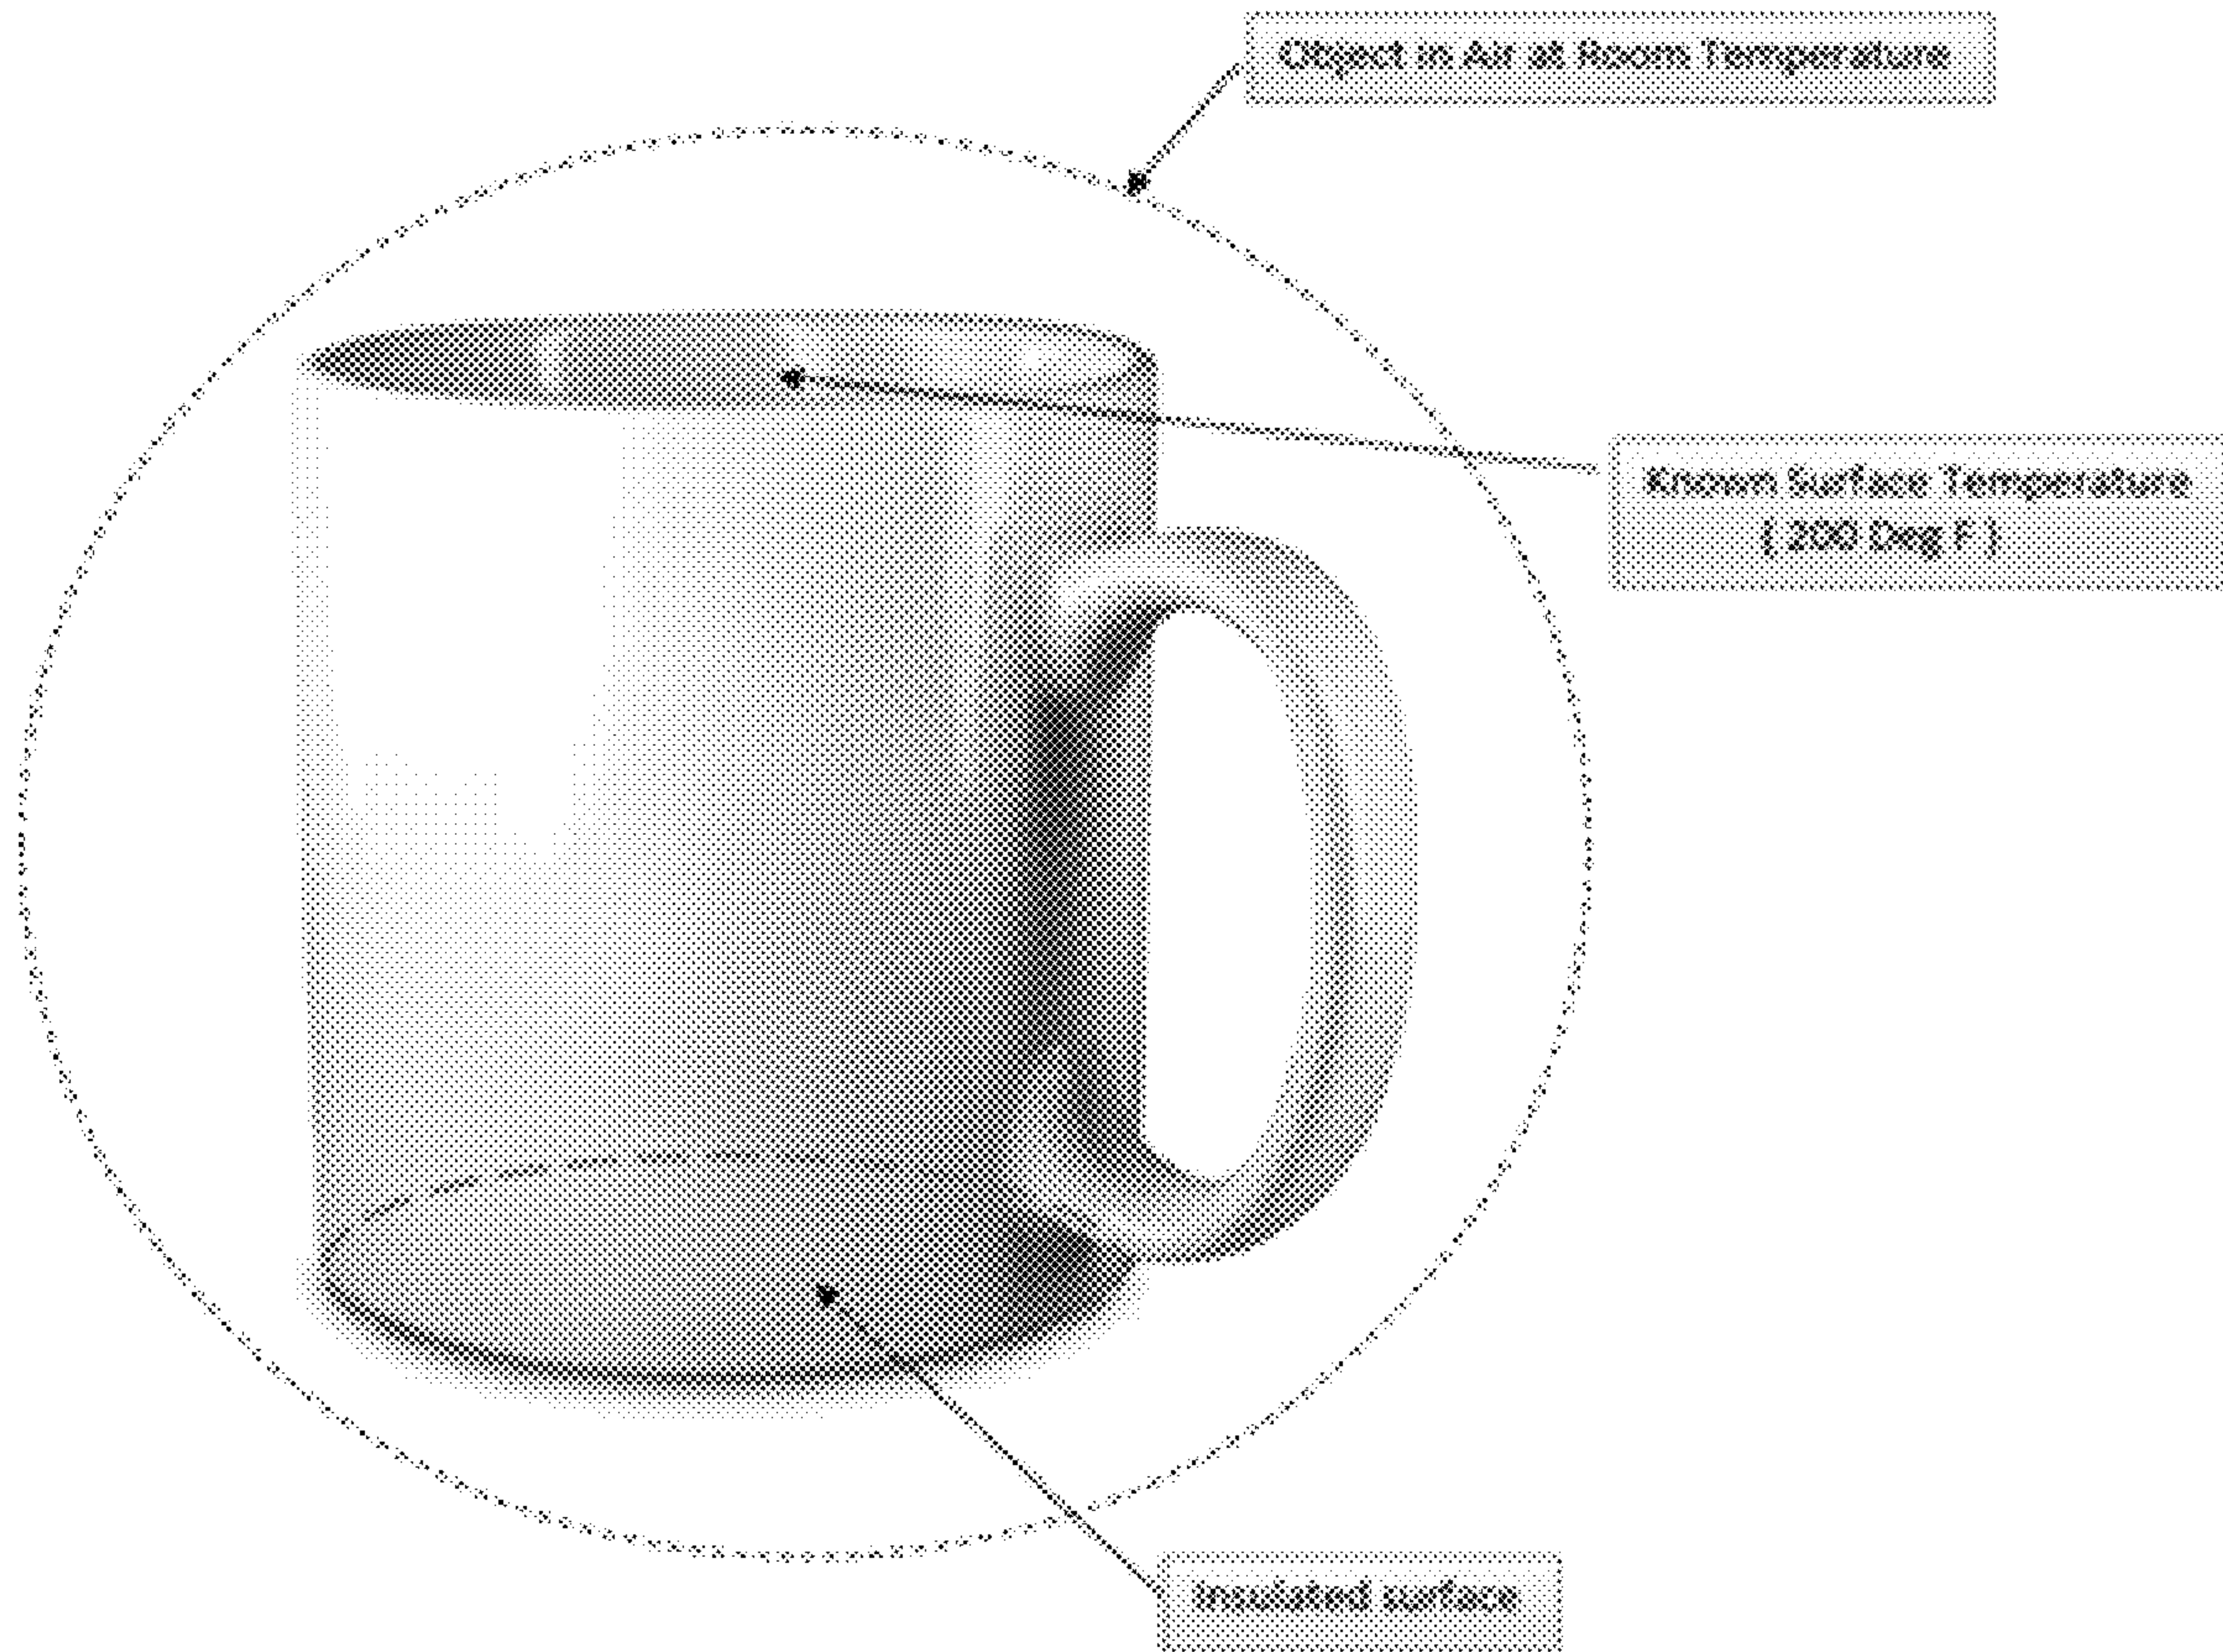 Object in Air at Room Temperature
Known Surface Temperature
( 200 Deg F )
Insulated surface